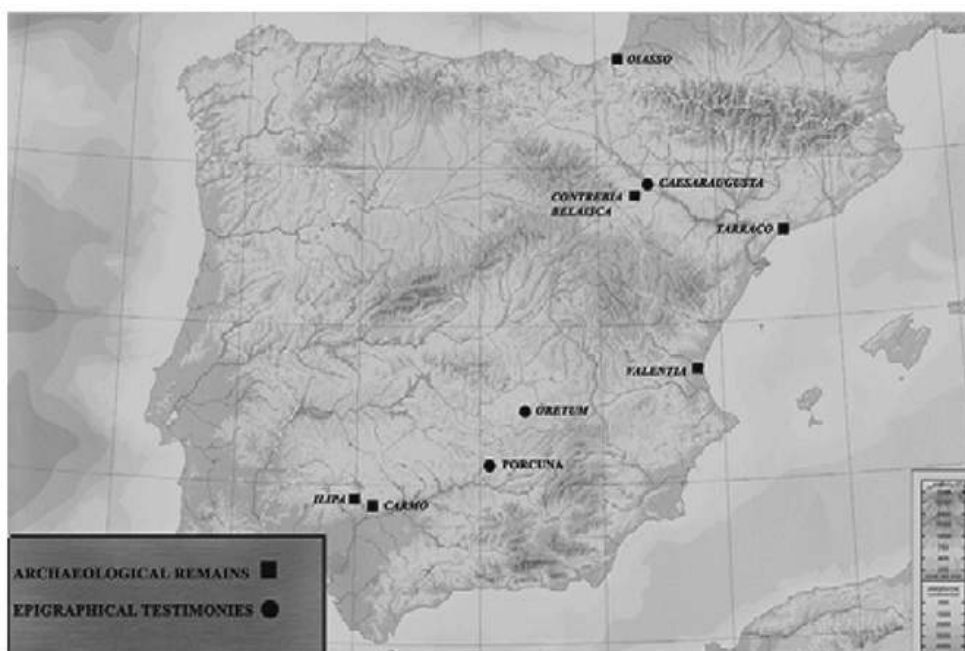 OIASSO
CAESARAUGUSTA
CONTREBIA
BELAISCA
TARRACO
VALENTIA
ORETUM
PORCUNA
ILIPA
CARMO
ARCHAEOLOGICAL REMAINS
EPIGRAPHICAL TESTIMONIES